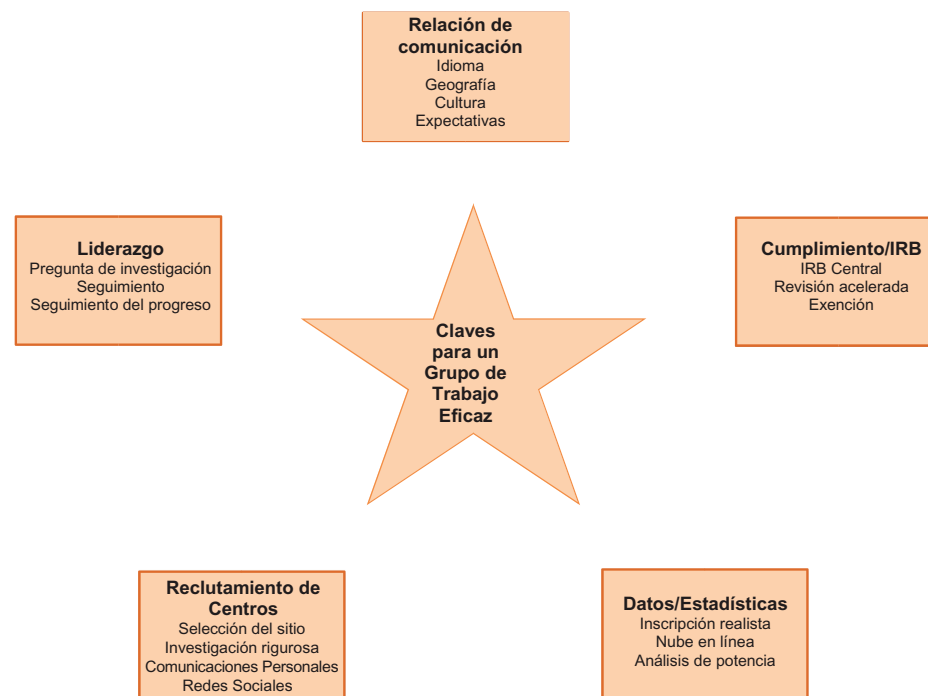 Relación de
comunicación
Idioma
Geografía
Cultura
Expectativas
Liderazgo
Pregunta de investigación
Seguimiento
Seguimiento del progreso
Cumplimiento/IRB
IRB Central
Revisión acelerada
Exención
Claves
para un
Grupo de
Trabajo
Eficaz
Reclutamiento de
Centros
Selección del sitio
Investigación rigurosa
Comunicaciones Personales
Redes Sociales
Datos/Estadísticas
Inscripción realista
Nube en línea
Análisis de potencia